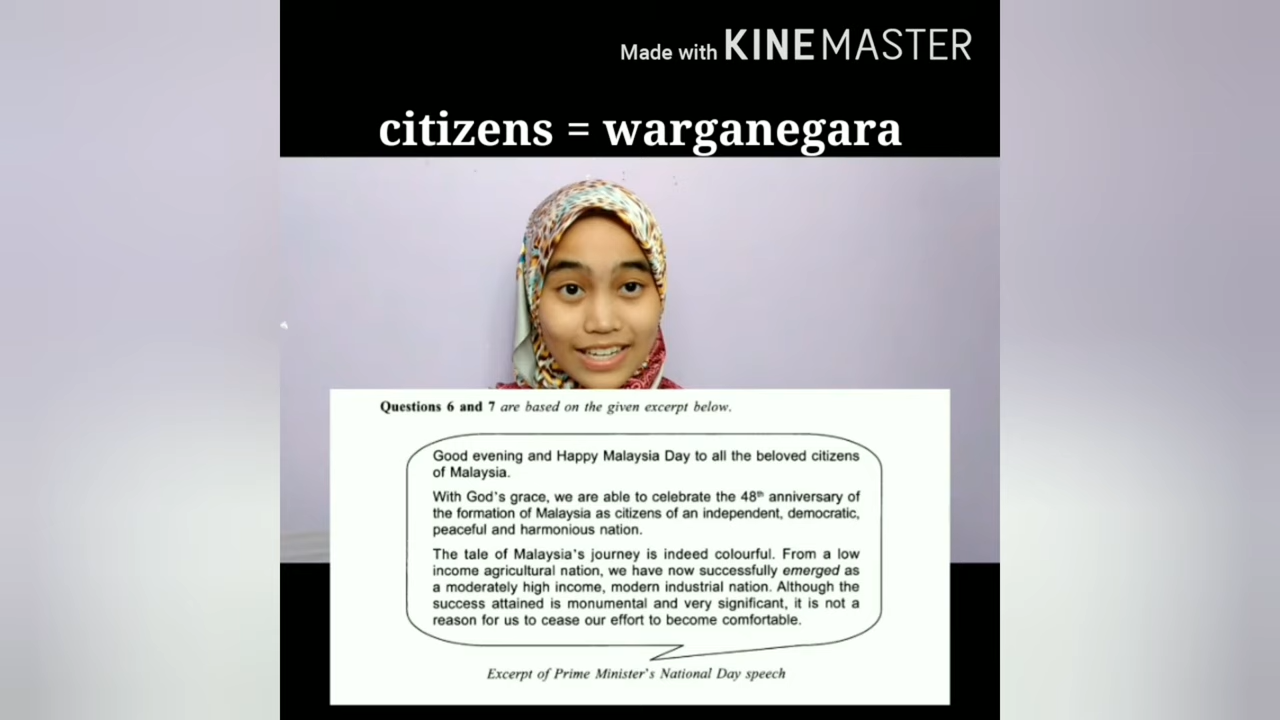 Made with KINEMASTER
citizens = warganegara
Questions 6 and 7 are based on the given excerpt below.
Good evening and Happy Malaysia Day to all the beloved citizens
of Malaysia.
With God's grace, we are able to celebrate the 48th anniversary of
the formation of Malaysia as citizens of an independent, democratic,
peaceful and harmonious nation.
The tale of Malaysia's journey is indeed colourful. From a low
income agricultural nation, we have now successfully emerged as
a moderately high income, modern industrial nation. Although the
success attained is monumental and very significant, it is not a
reason for us to cease our effort to become comfortable.
Excerpt of Prime Minister's National Day speech